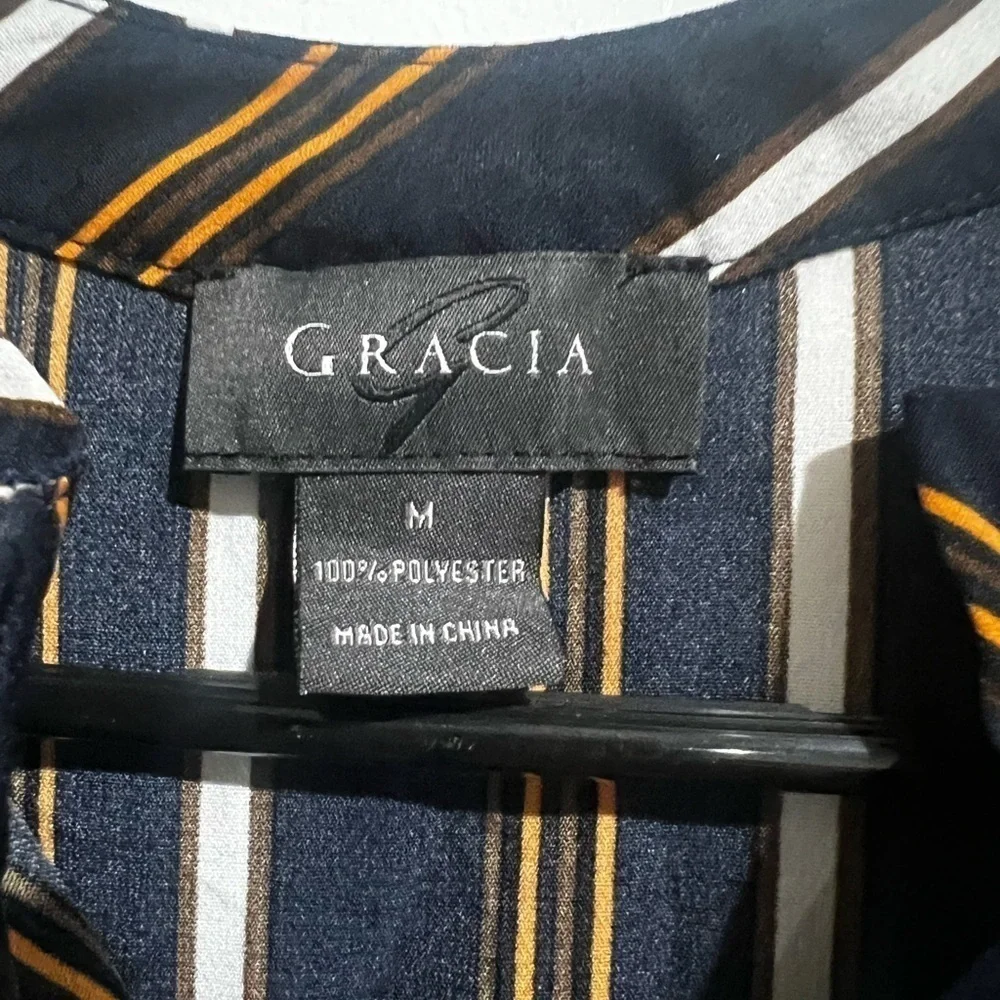 GRACIA
M
100% POLYESTER
MADE IN CHINA